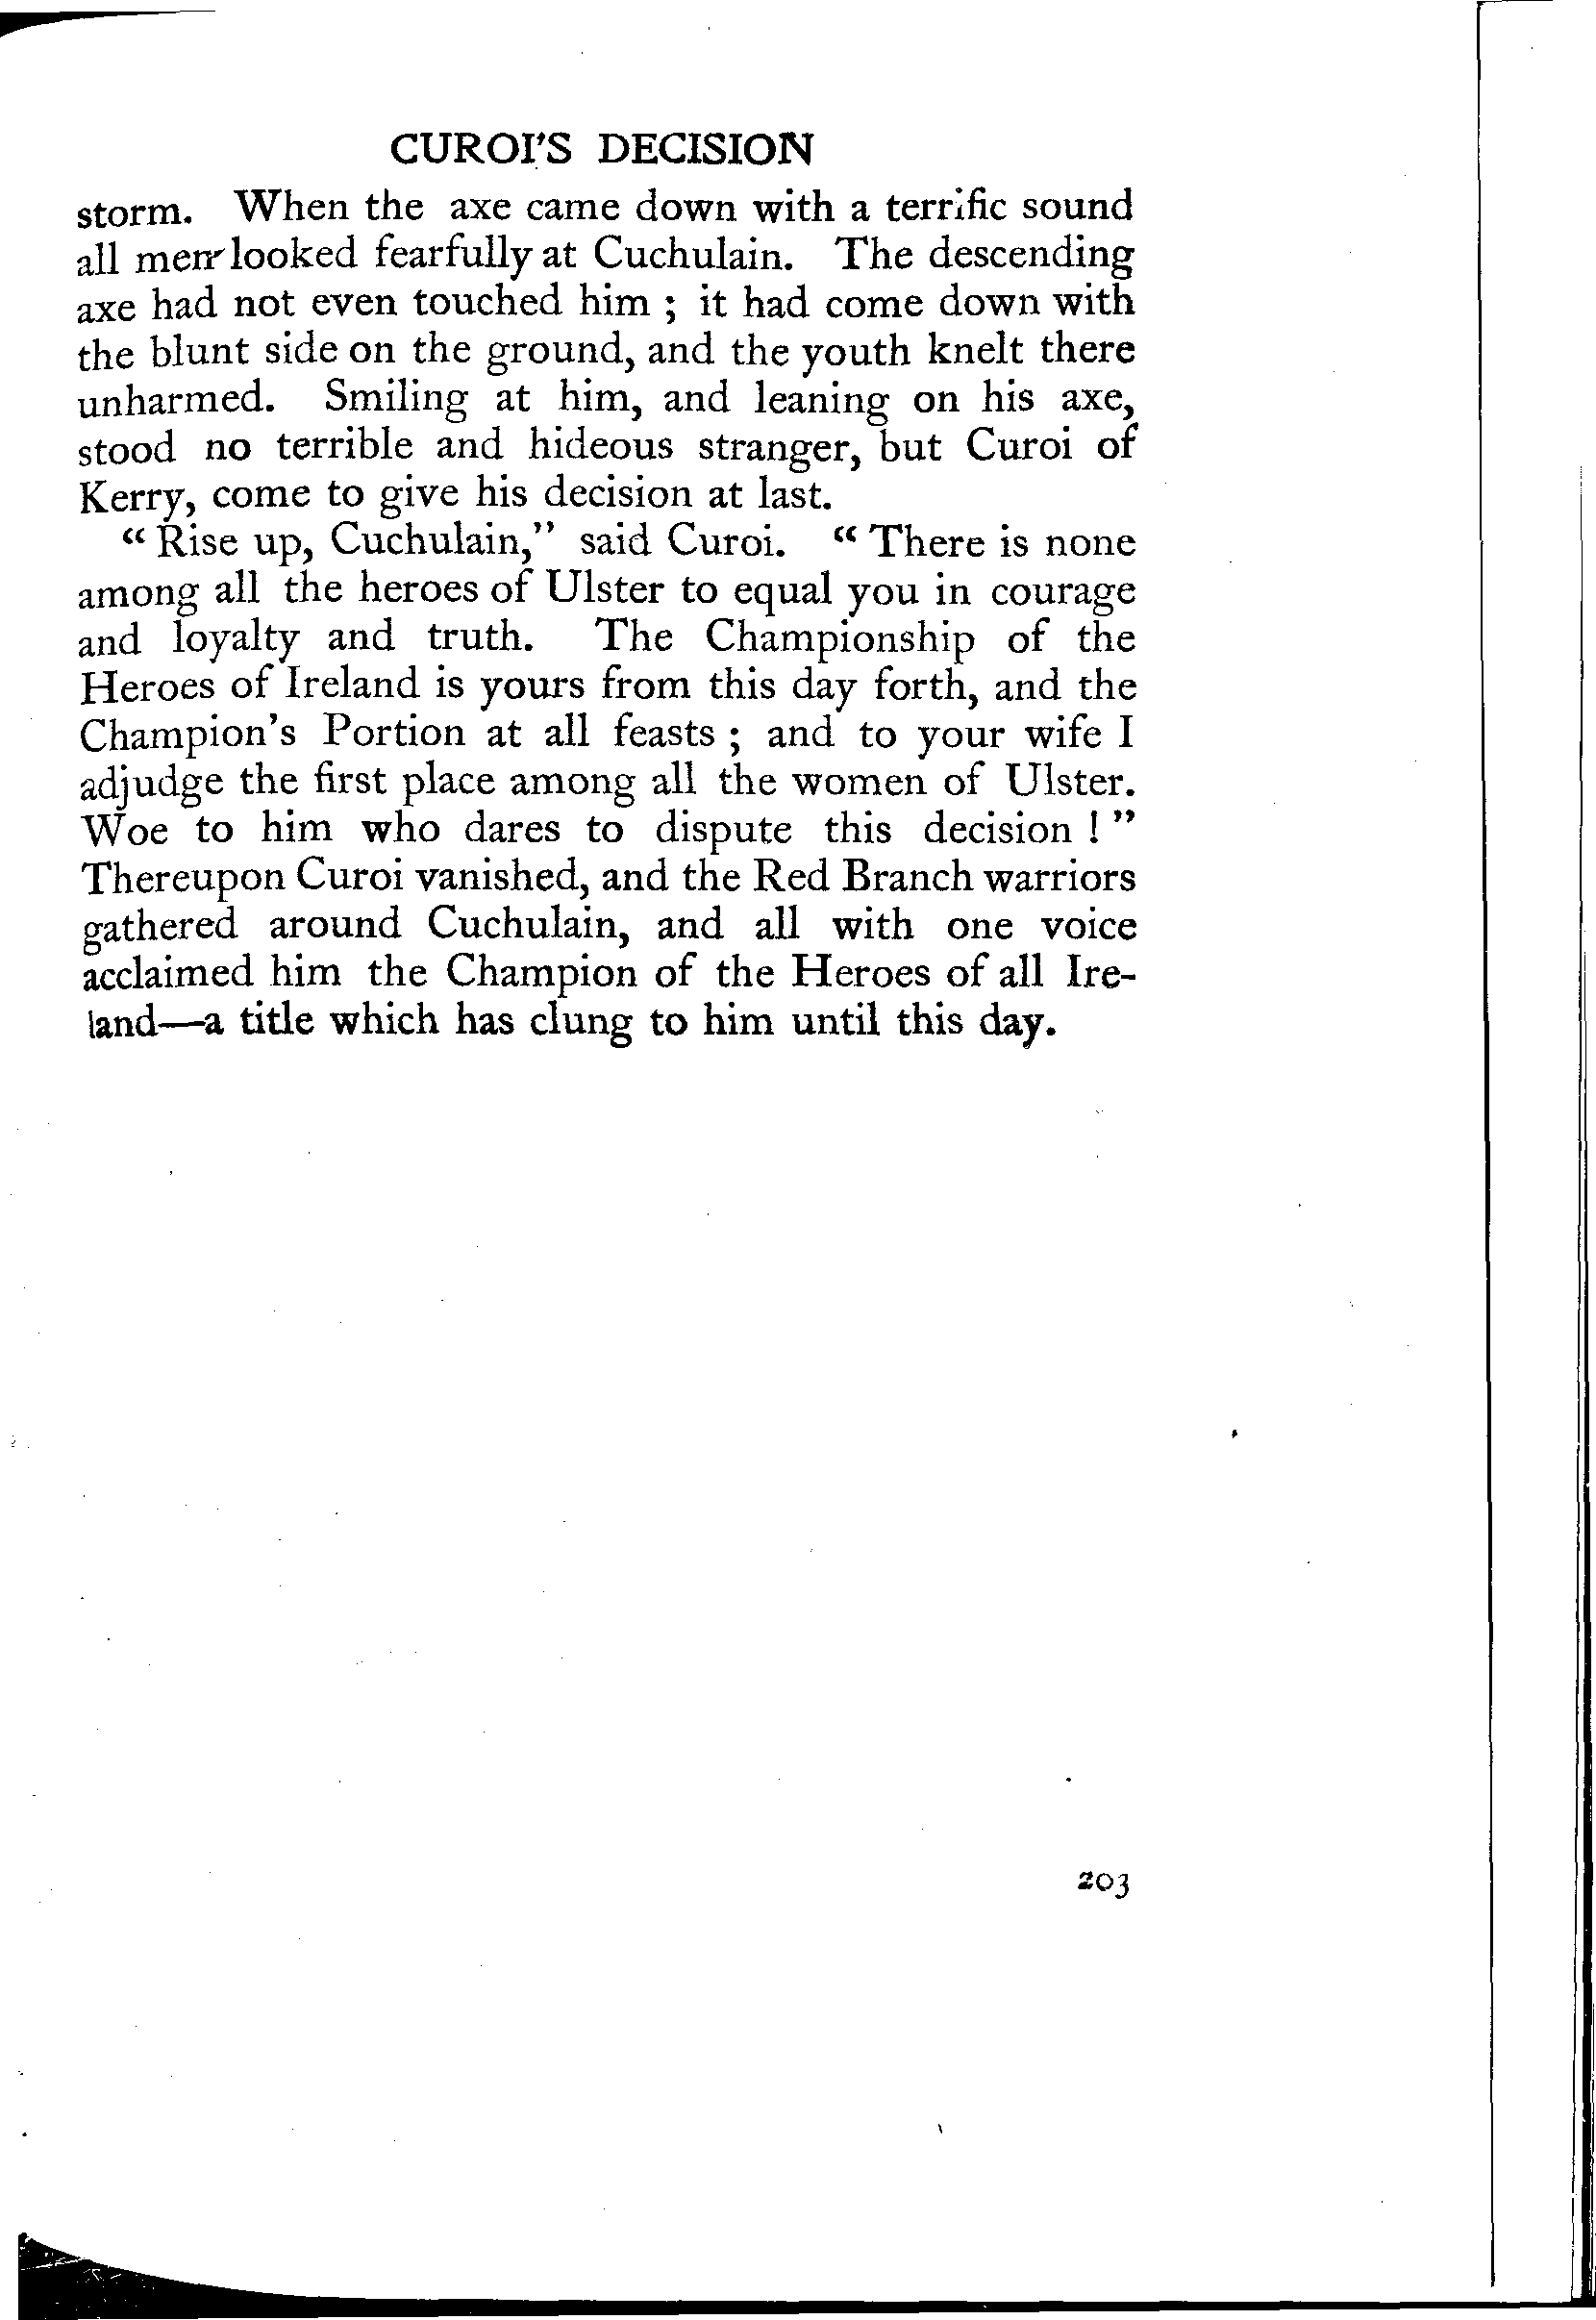 CUROI'S DECISION
storm. When the axe came down with a terrific sound
all men looked fearfully at Cuchulain. The descending
axe had not even touched him ; it had come down with
the blunt side on the ground, and the youth knelt there
unharmed. Smiling at him, and leaning on his axe,
stood no terrible and hideous stranger, but Curoi of
Kerry, come to give his decision at last.
“ Rise up, Cuchulain,” said Curoi. “ There is none
among all the heroes of Ulster to equal you in courage
and loyalty and truth. The Championship of the
Heroes of Ireland is yours from this day forth, and the
Champion's Portion at all feasts ; and to your wife I
adjudge the first place among all the women of Ulster.
Woe to him who dares to dispute this decision ! ”
Thereupon Curoi vanished, and the Red Branch warriors
gathered around Cuchulain, and all with one voice
acclaimed him the Champion of the Heroes of all Ire-
land—a title which has clung to him until this day.
203